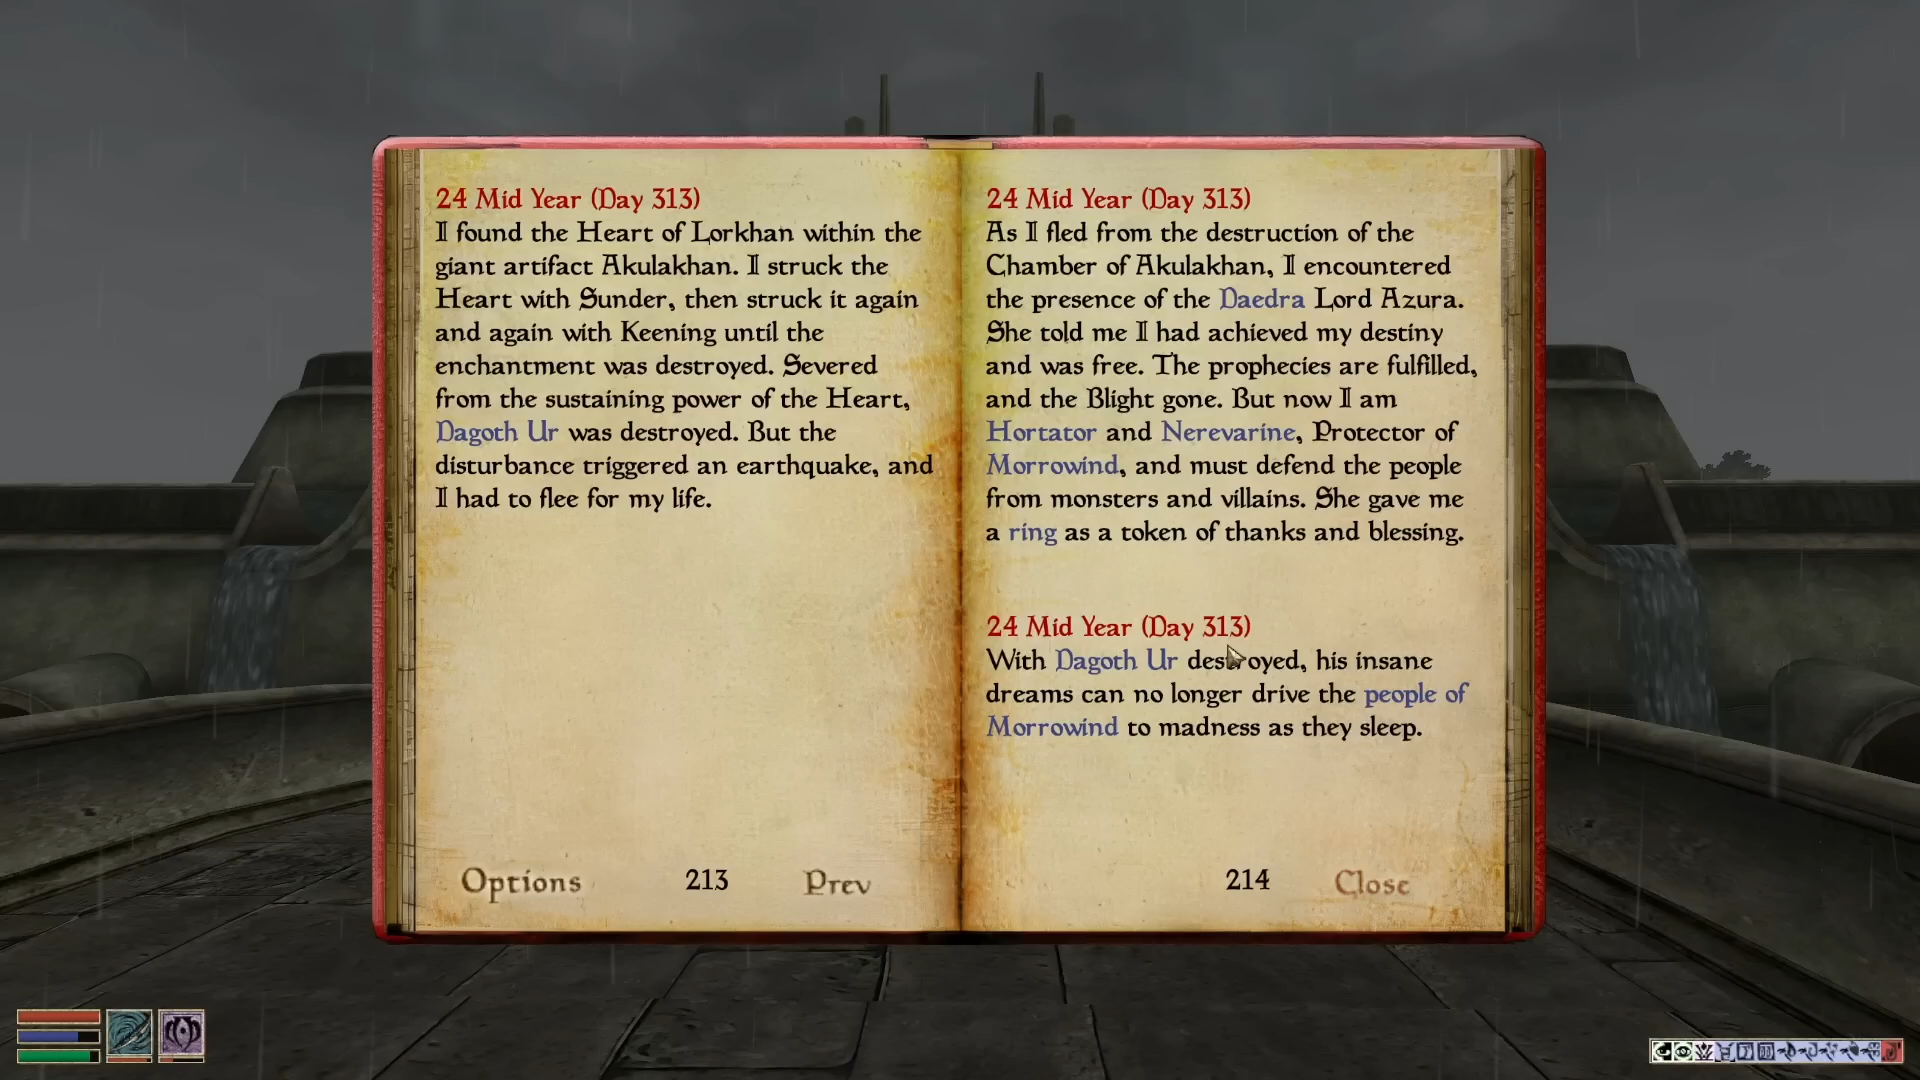 24 Mid Year (Day 313)
I found the Heart of Lorkhan within the
giant artifact Akulakhan. I struck the
Heart with Sunder, then struck it again
and again with Keening until the
enchantment was destroyed. Severed
from the sustaining power of the Heart,
Dagoth Ur was destroyed. But the
disturbance triggered an earthquake, and
I had to flee for my life.
Options
213
Prev
24 Mid Year (Day 313)
As I fled from the destruction of the
Chamber of Akulakhan, I encountered
the presence of the Daedra Lord Azura.
She told me I had achieved my destiny
and was free. The prophecies are fulfilled,
and the Blight gone. But now I am
Hortator and Nerevarine, Protector of
Morrowind, and must defend the people
from monsters and villains. She gave me
a ring as a token of thanks and blessing.
24 Mid Year (Day 313)
With Dagoth Ur destroyed, his insane
dreams can no longer drive the people of
Morrowind to madness as they sleep.
214
Close